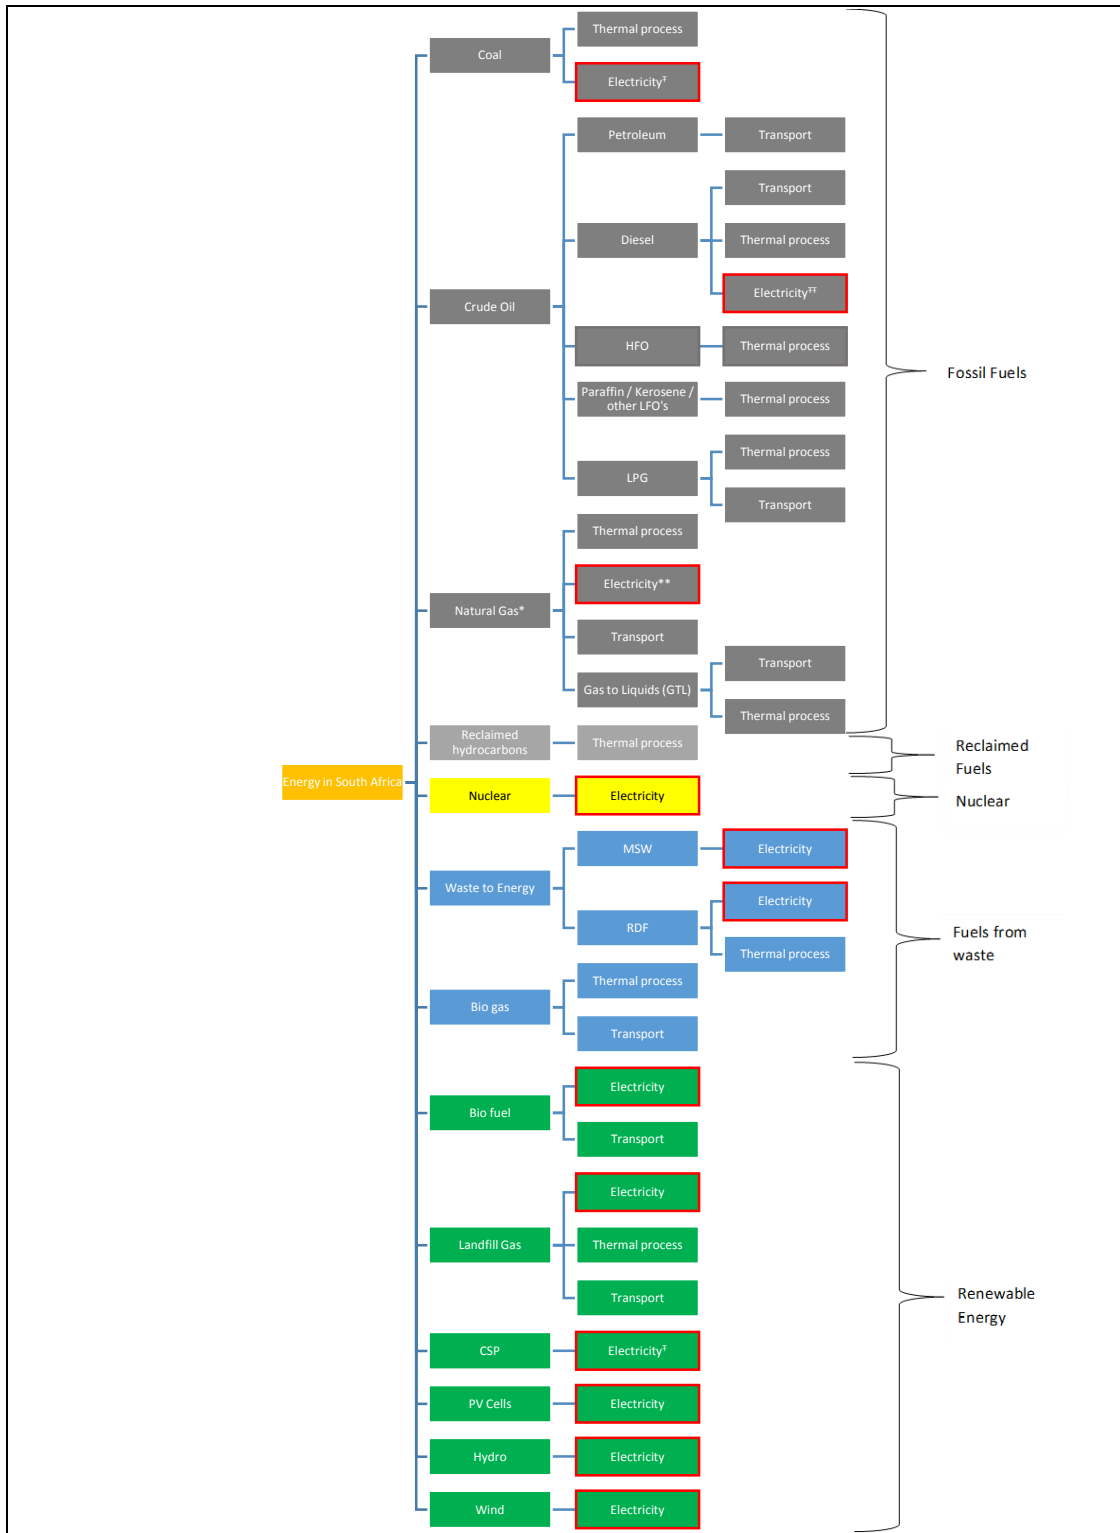 Thermal process
Coal
Electricity^Ŧ
Petroleum
Transport
Transport
Diesel
Thermal process
Electricity^ŦŦ
Crude Oil
HFO
Thermal process
Paraffin / Kerosene /
other LFO's
Thermal process
Thermal process
LPG
Transport
Fossil Fuels
Thermal process
Electricity**
Natural Gas*
Transport
Transport
Gas to Liquids (GTL)
Thermal process
Reclaimed
hydrocarbons
Thermal process
Reclaimed
Fuels
Energy in South Africa
Nuclear
Electricity
Nuclear
MSW
Electricity
Waste to Energy
Electricity
RDF
Thermal process
Fuels from
waste
Thermal process
Bio gas
Transport
Electricity
Bio fuel
Transport
Electricity
Landfill Gas
Thermal process
Transport
Renewable
Energy
CSP
Electricity^Ŧ
PV Cells
Electricity
Hydro
Electricity
Wind
Electricity